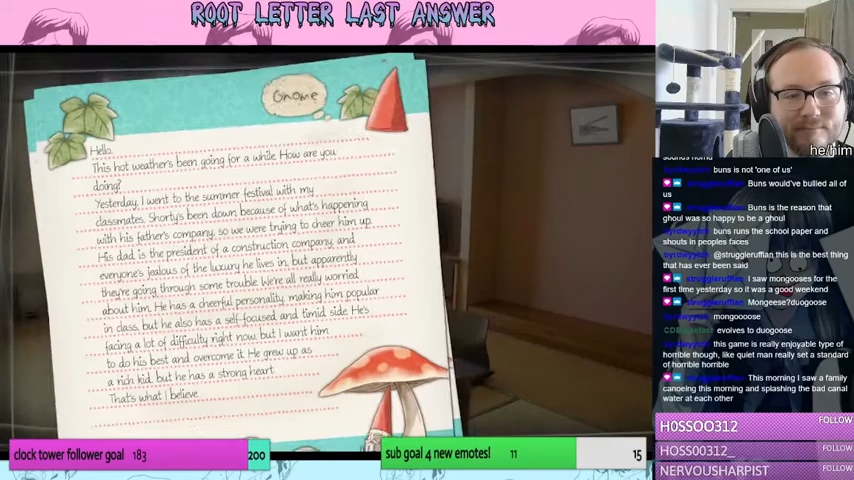 ROOT LETTER LAST ANSWER
Gnome
Hello.
This hot weather's been going for a while. How are you
doing?
Yesterday, I went to the summer festival with my
classmates. Shorty's been down because of what's happening
with his father's company, so we were trying to cheer him up.
His dad is the president of a construction company, and
everyone's jealous of the luxury he lives in, but apparently
they're going through some trouble. We're all really worried
about him. He has a cheerful personality, making him popular
in class, but he also has a self-focused and timid side. He's
facing a lot of difficulty right now, but I want him
to do his best and overcome it. He grew up as
a rich kid, but he has a strong heart.
That's what I believe
he/him
buns is not 'one of us'
struggleruffian: Buns would've bullied all of
us
struggleruffian: Buns is the reason that
ghoul was so happy to be a ghoul
buns runs the school paper and
shouts in peoples faces
@struggleruffian this is the best thing
that has ever been said
struggleruffian: I saw mongooses for the
first time yesterday so it was a good weekend
struggleruffian: Mongeese?duogoose
mongoooose
evolves to duogoose
this game is really enjoyable type of
horrible though, like quiet man really set a standard
of horrible horrible
struggleruffian: This morning I saw a family
canoeing this morning and splashing the bad canal
water at each other
H0SSOO312 FOLLOW
HOSS00312_ FOLLOW
NERVOUSHARPIST FOLLOW
clock tower follower goal 183 200
sub goal 4 new emotes! 11 15